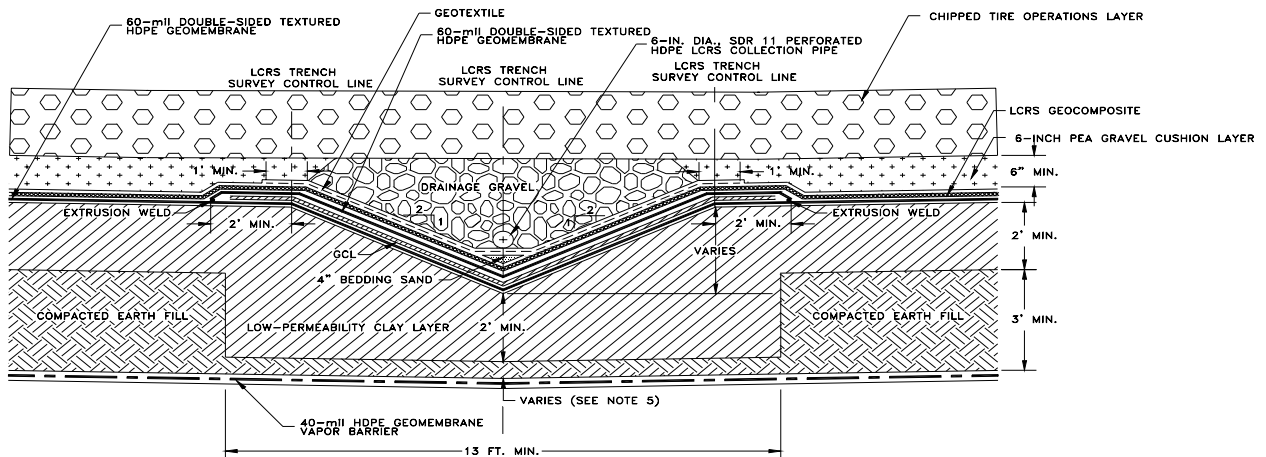 60-mil DOUBLE-SIDED TEXTURED
HDPE GEOMEMBRANE
GEOTEXTILE
60-mil DOUBLE-SIDED TEXTURED
HDPE GEOMEMBRANE
6-IN. DIA., SDR 11 PERFORATED
HDPE LCRS COLLECTION PIPE
CHIPPED TIRE OPERATIONS LAYER
LCRS TRENCH
SURVEY CONTROL LINE
LCRS TRENCH
SURVEY CONTROL LINE
LCRS TRENCH
SURVEY CONTROL LINE
LCRS GEOCOMPOSITE
6-INCH PEA GRAVEL CUSHION LAYER
1' MIN.
1' MIN.
6" MIN.
DRAINAGE GRAVEL
EXTRUSION WELD
2
1
2
1
EXTRUSION WELD
2' MIN.
2' MIN.
2' MIN.
GCL
VARIES
4" BEDDING SAND
COMPACTED EARTH FILL
LOW-PERMEABILITY CLAY LAYER
2' MIN.
COMPACTED EARTH FILL
3' MIN.
VARIES (SEE NOTE 5)
40-mil HDPE GEOMEMBRANE
VAPOR BARRIER
13 FT. MIN.